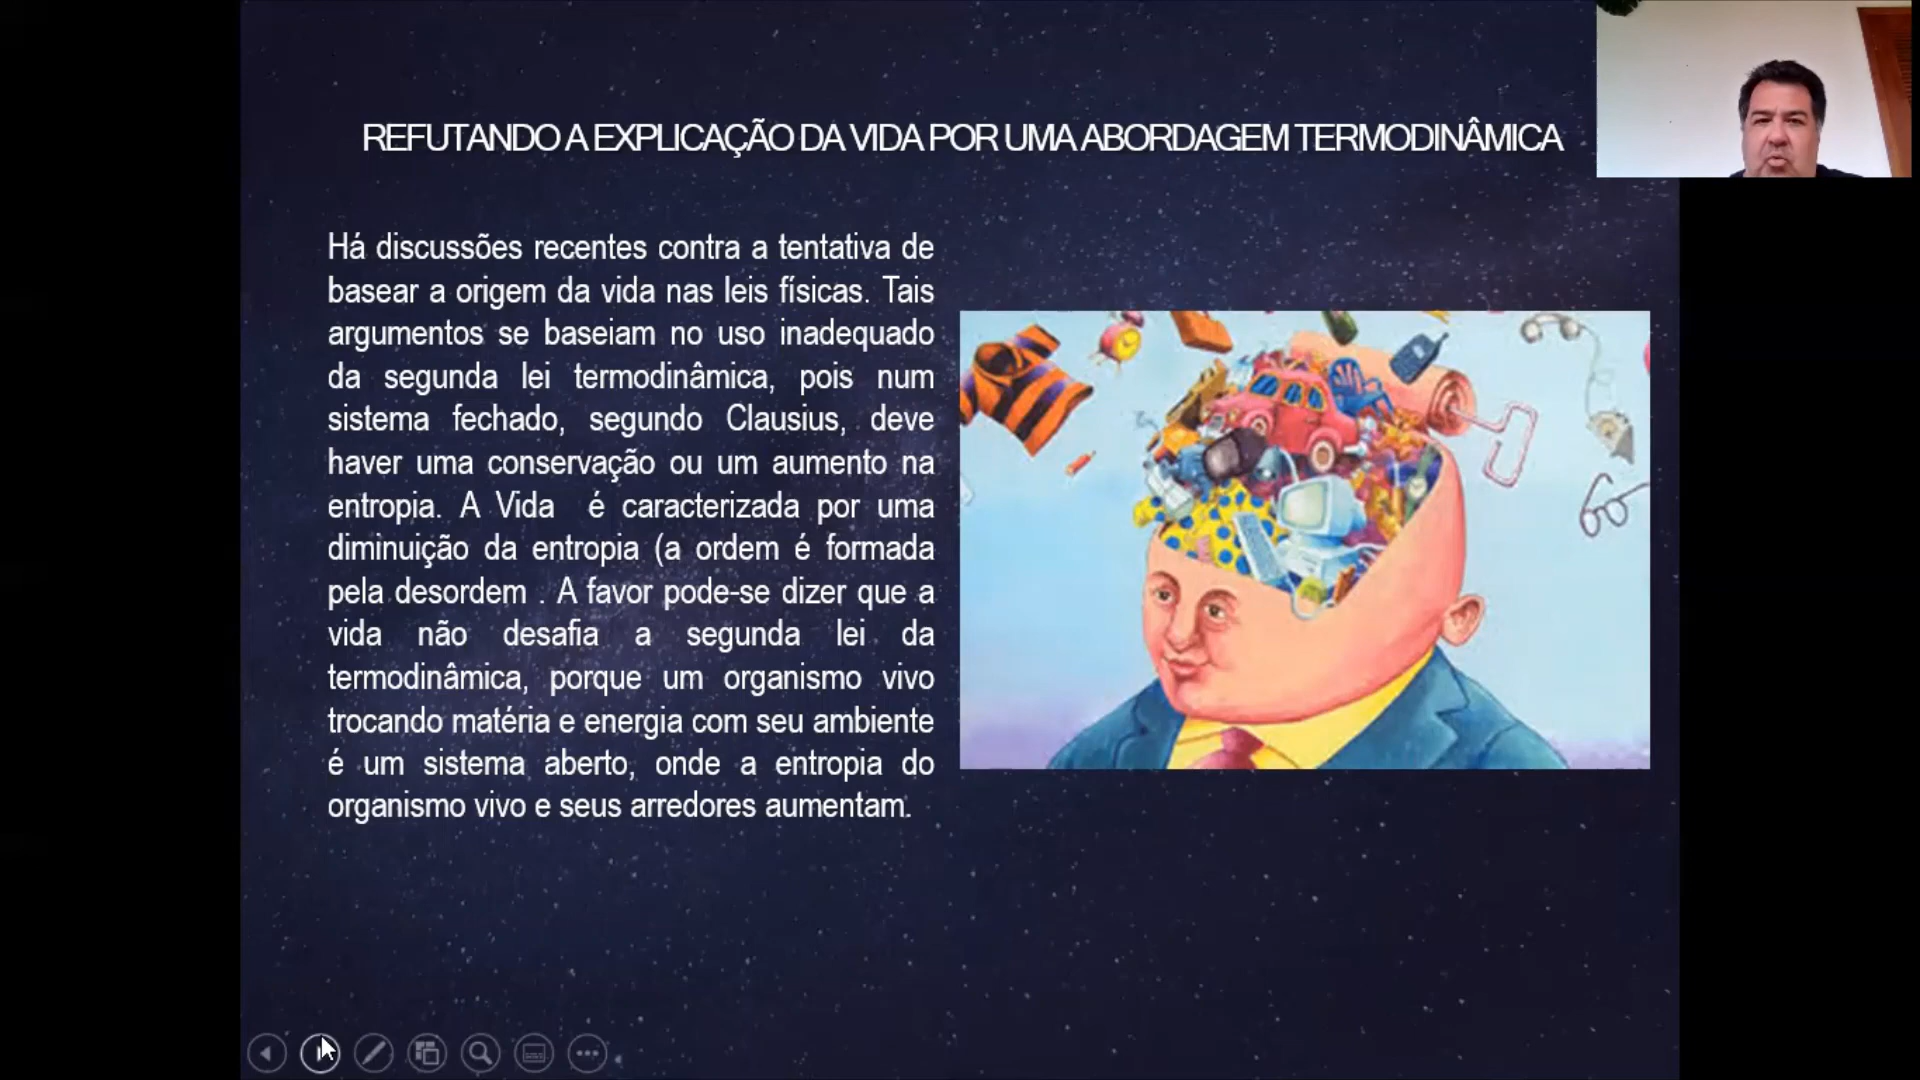 REFUTANDO A EXPLICAÇÃO DA VIDA POR UMA ABORDAGEM TERMODINÂMICA
Há discussões recentes contra a tentativa de
basear a origem da vida nas leis físicas. Tais
argumentos se baseiam no uso inadequado
da segunda lei termodinâmica, pois num
sistema fechado, segundo Clausius, deve
haver uma conservação ou um aumento na
entropia. A Vida é caracterizada por uma
diminuição da entropia (a ordem é formada
pela desordem . A favor pode-se dizer que a
vida não desafia a segunda lei da
termodinâmica, porque um organismo vivo
trocando matéria e energia com seu ambiente
é um sistema aberto, onde a entropia do
organismo vivo e seus arredores aumentam.